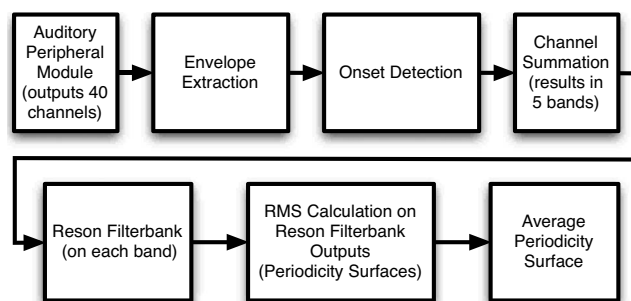 Auditory
Peripheral
Module
(outputs 40
channels)
Envelope
Extraction
Onset Detection
Channel
Summation
(results in
5 bands)
Reson Filterbank
(on each band)
RMS Calculation on
Reson Filterbank
Outputs
(Periodicity Surfaces)
Average
Periodicity
Surface